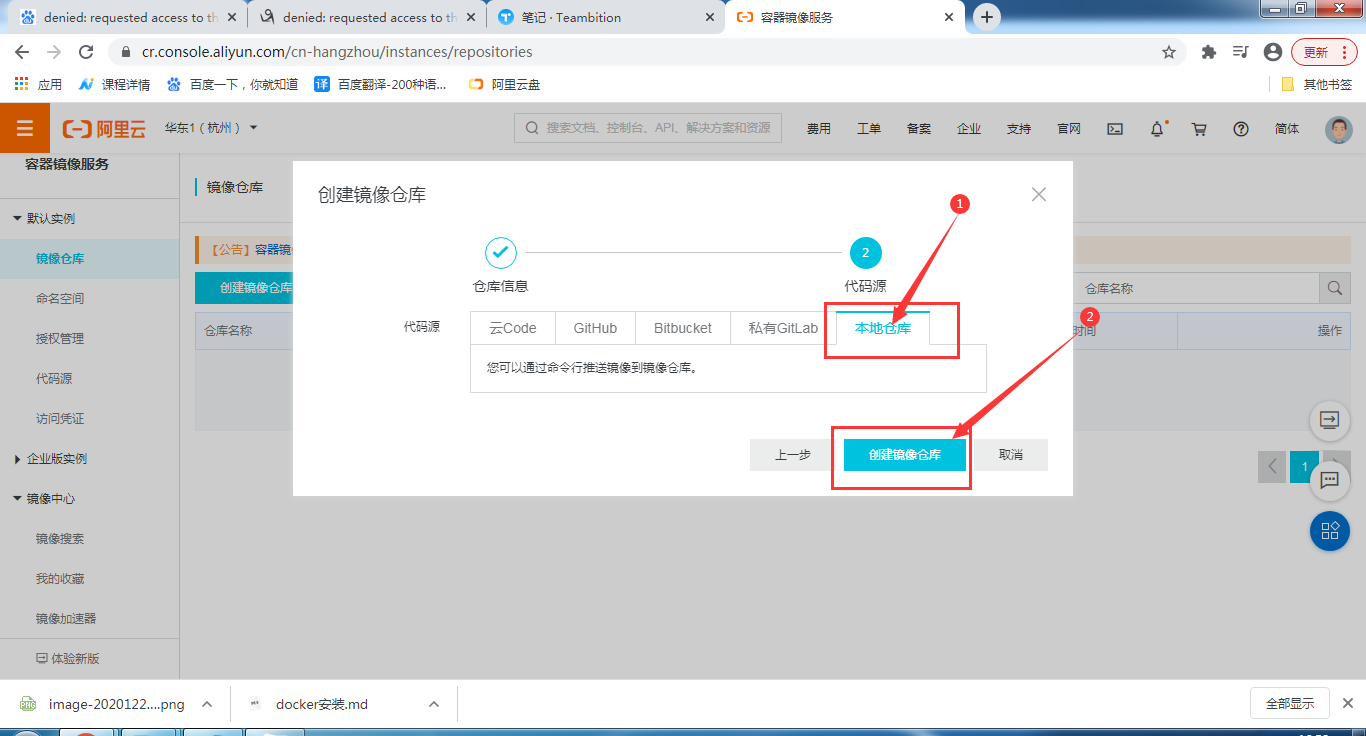 denied: requested access to th
denied: requested access to th
笔记 · Teambition
容器镜像服务
cr.console.aliyun.com/cn-hangzhou/instances/repositories
更新
应用
课程详情
百度一下，你就知道
译
百度翻译-200种语...
阿里云盘
其他书签
阿里云
华东1（杭州）
搜索文档、控制台、API、解决方案和资源
费用
工单
备案
企业
支持
官网
简体
容器镜像服务
默认实例
镜像仓库
命名空间
授权管理
代码源
访问凭证
企业版实例
镜像中心
镜像搜索
我的收藏
镜像加速器
体验新版
镜像仓库
【公告】容器镜
创建镜像仓库
仓库名称
仓库名称
时间
操作
1
创建镜像仓库
1
2
仓库信息
代码源
代码源
云Code
GitHub
Bitbucket
私有GitLab
本地仓库
2
您可以通过命令行推送镜像到镜像仓库。
上一步
创建镜像仓库
取消
image-2020122....png
docker安装.md
全部显示